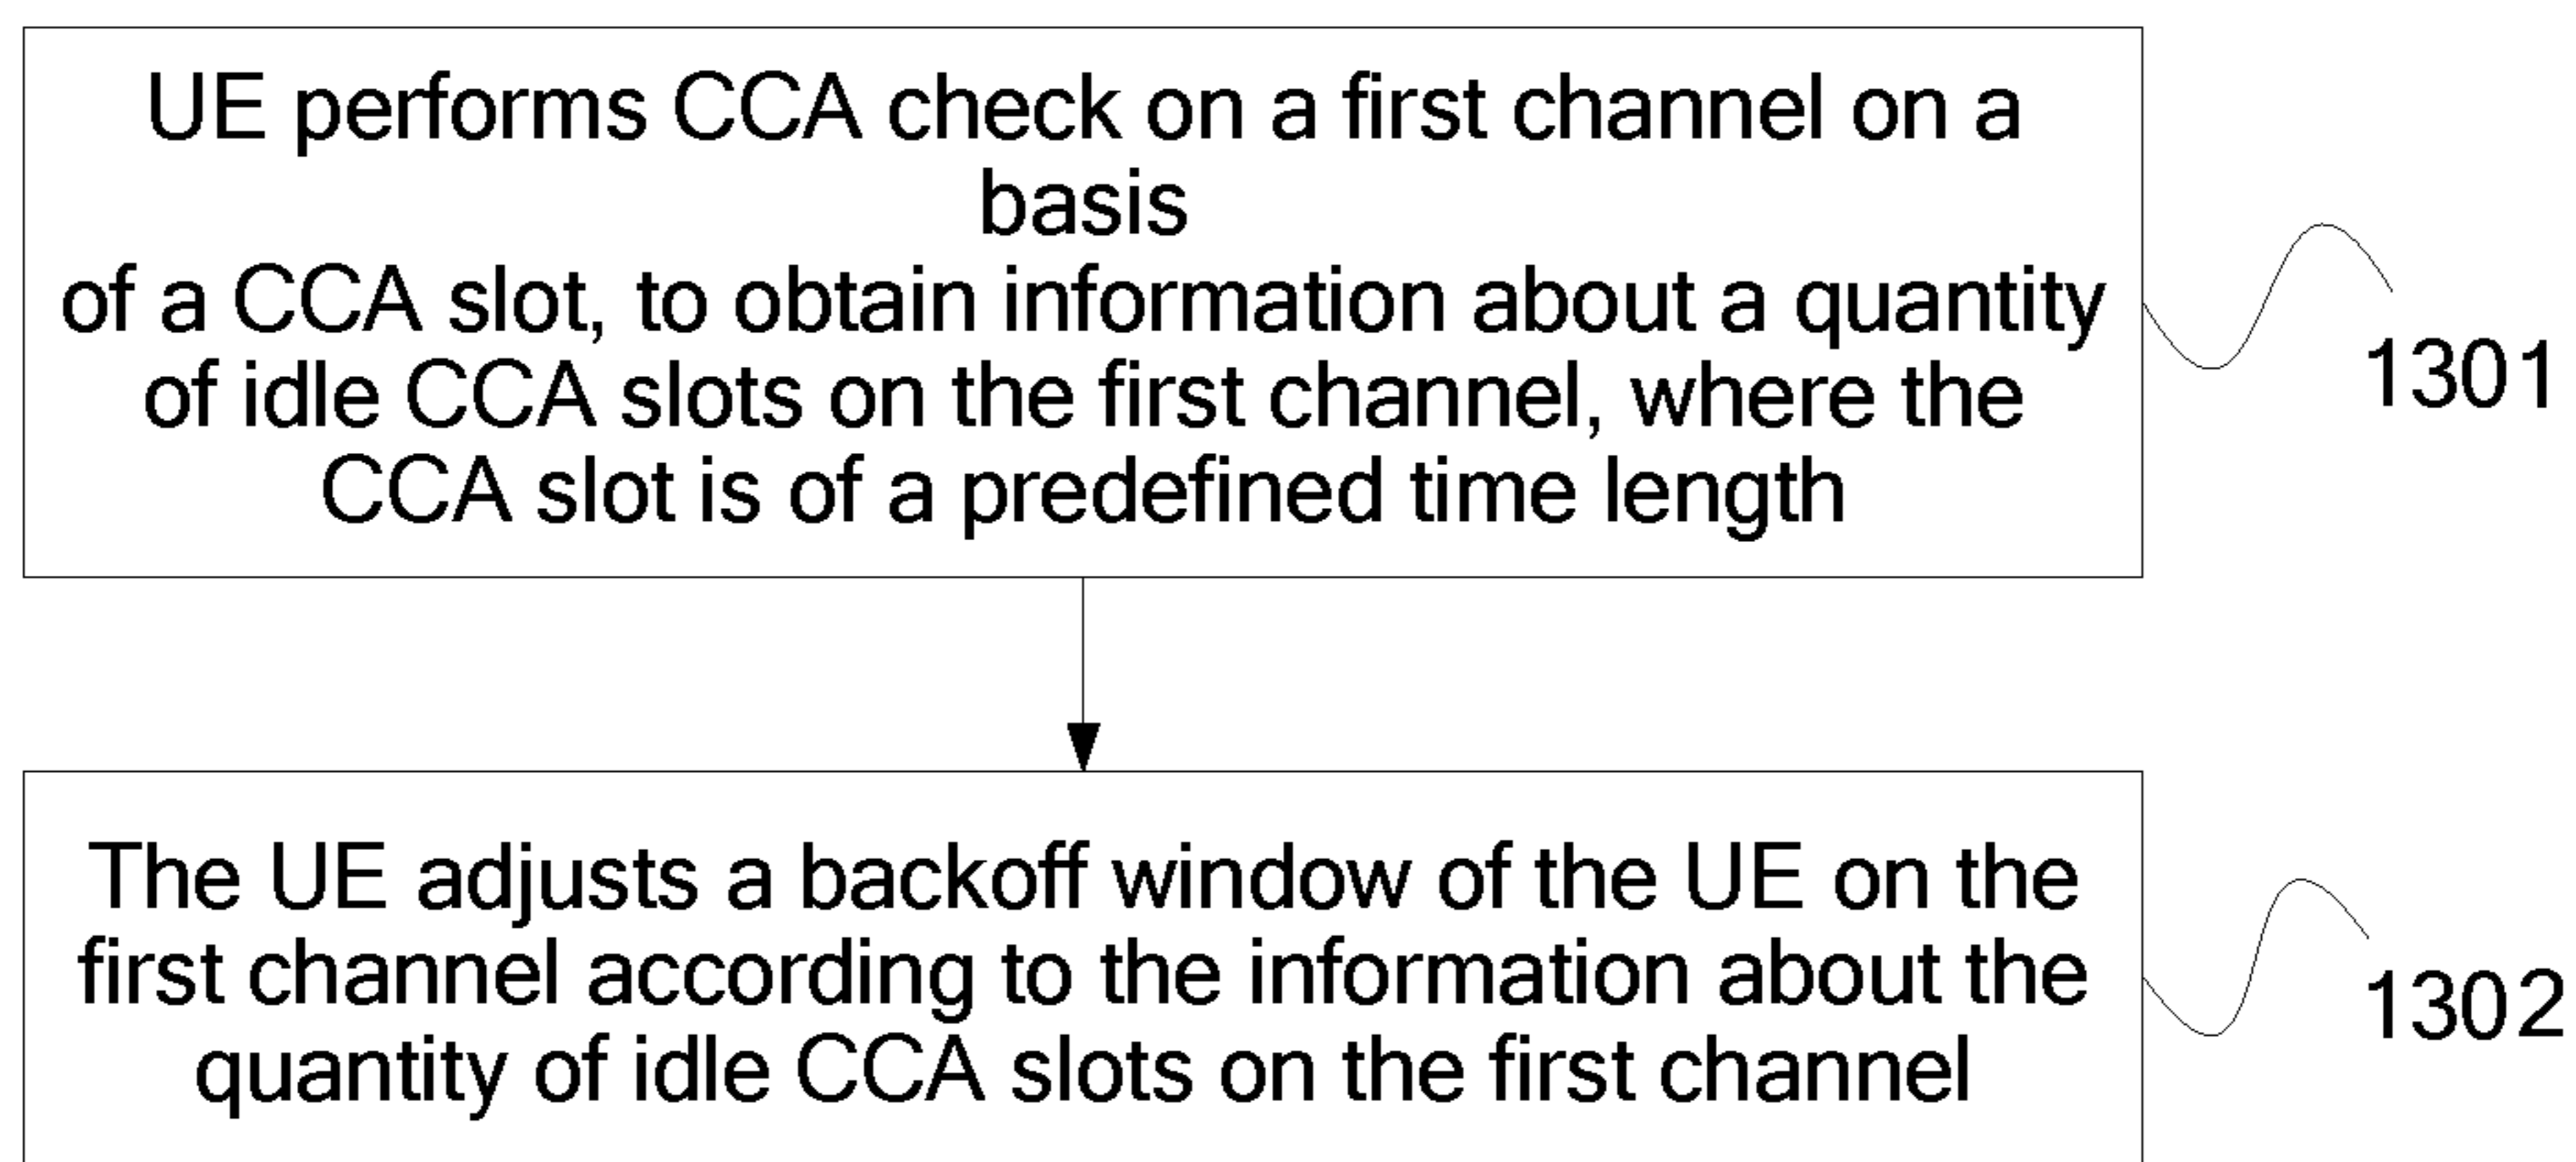 UE performs CCA check on a first channel on a
basis
of a CCA slot, to obtain information about a quantity
of idle CCA slots on the first channel, where the
CCA slot is of a predefined time length
1301
The UE adjusts a backoff window of the UE on the
first channel according to the information about the
quantity of idle CCA slots on the first channel
1302